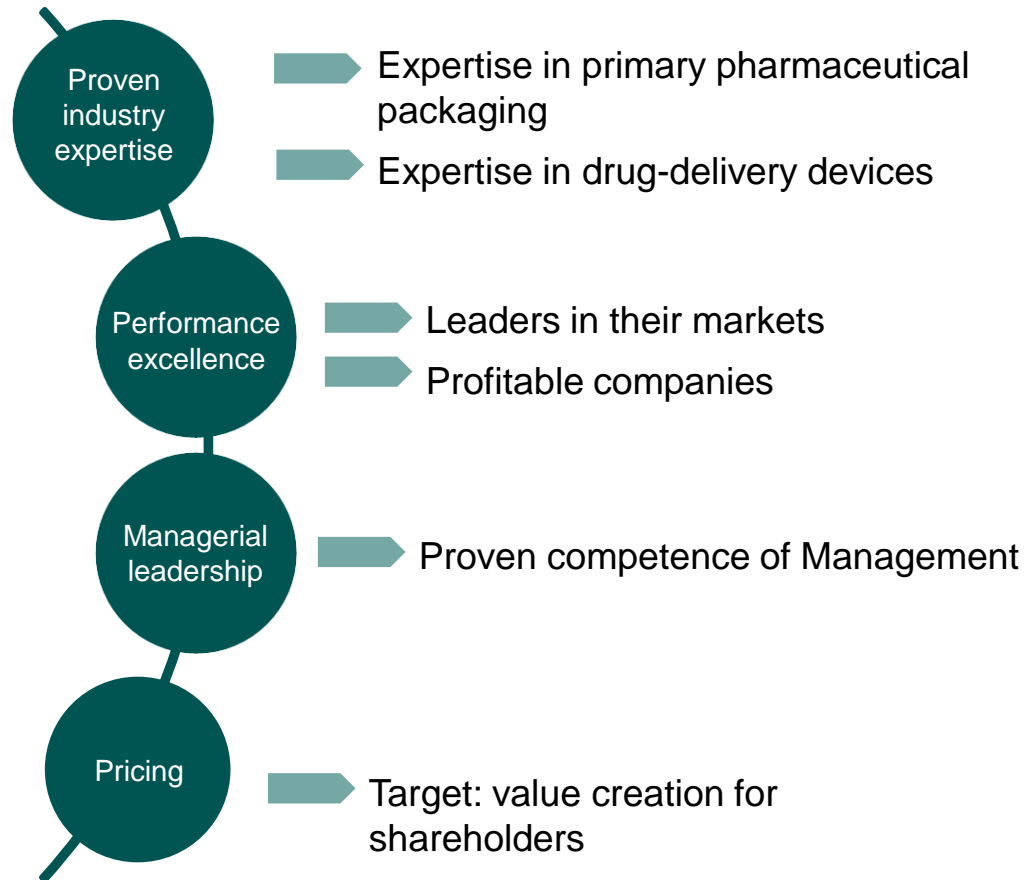 Proven
industry
expertise
Expertise in primary pharmaceutical
packaging
Expertise in drug-delivery devices
Performance
excellence
Leaders in their markets
Profitable companies
Managerial
leadership
Proven competence of Management
Pricing
Target: value creation for
shareholders